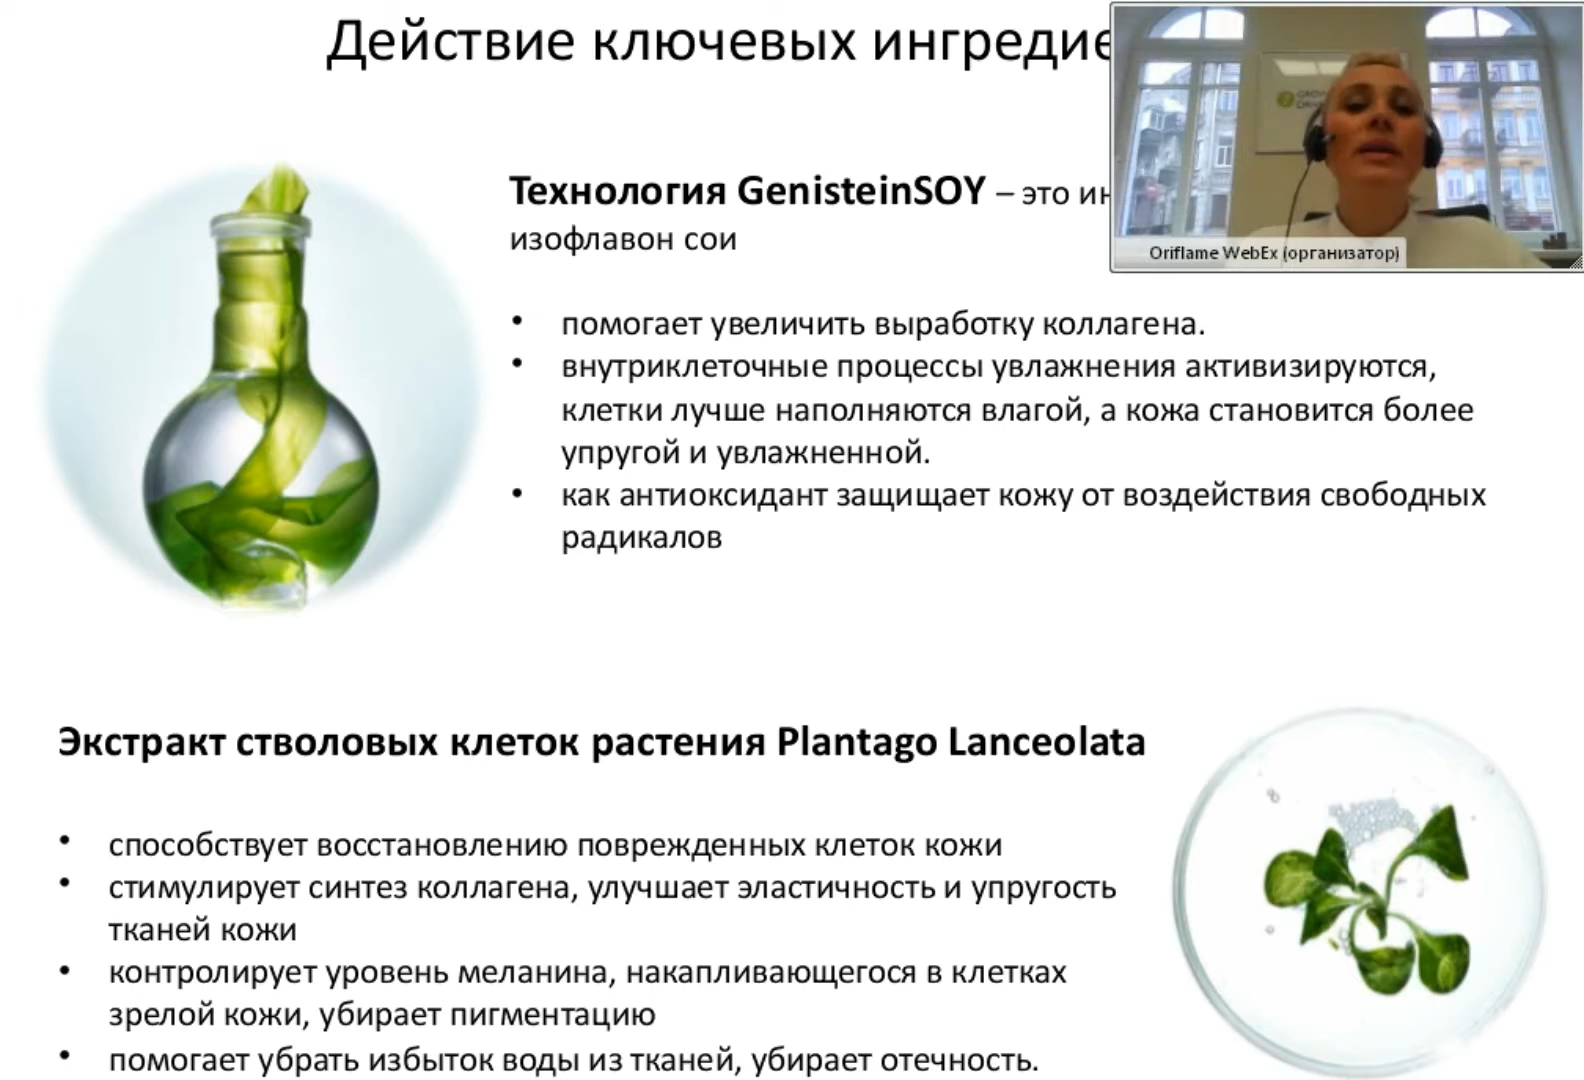 Действие ключевых
Технология GenisteinSOY – это
изофлавон сои
• помогает увеличить выработку коллагена.
• внутриклеточные процессы увлажнения активизируются,
клетки лучше наполняются влагой, а кожа становится более
упругой и увлажненной.
• как антиоксидант защищает кожу от воздействия свободных
радикалов
Oriflame WebEx (организатор)
Экстракт стволовых клеток растения Plantago Lanceolata
• способствует восстановлению поврежденных клеток кожи
• стимулирует синтез коллагена, улучшает эластичность и упругость
тканей кожи
• контролирует уровень меланина, накапливающегося в клетках
зрелой кожи, убирает пигментацию
• помогает убрать избыток воды из тканей, убирает отечность.